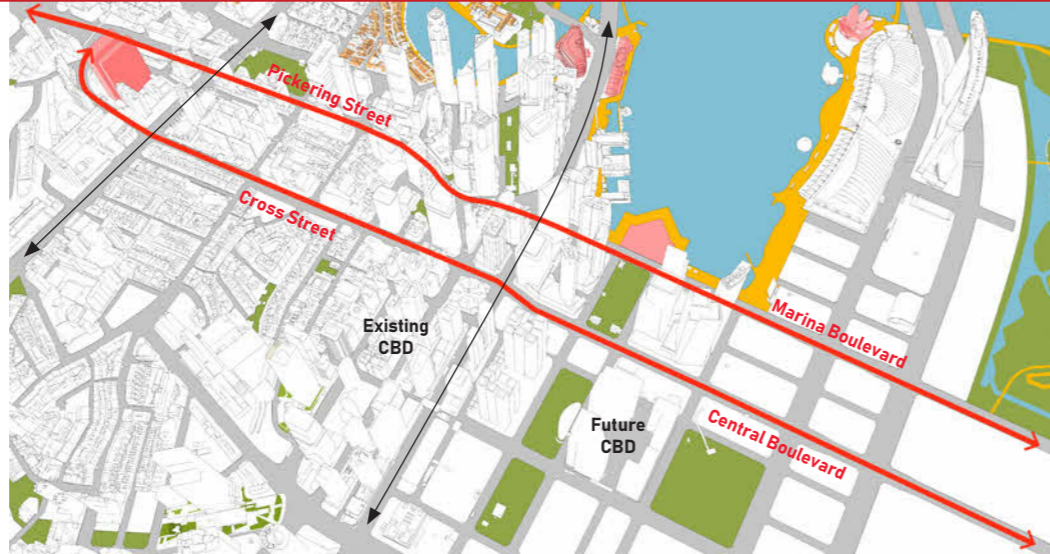 Pickering Street
Cross Street
Existing
CBD
Marina Boulevard
Future
CBD
Central Boulevard